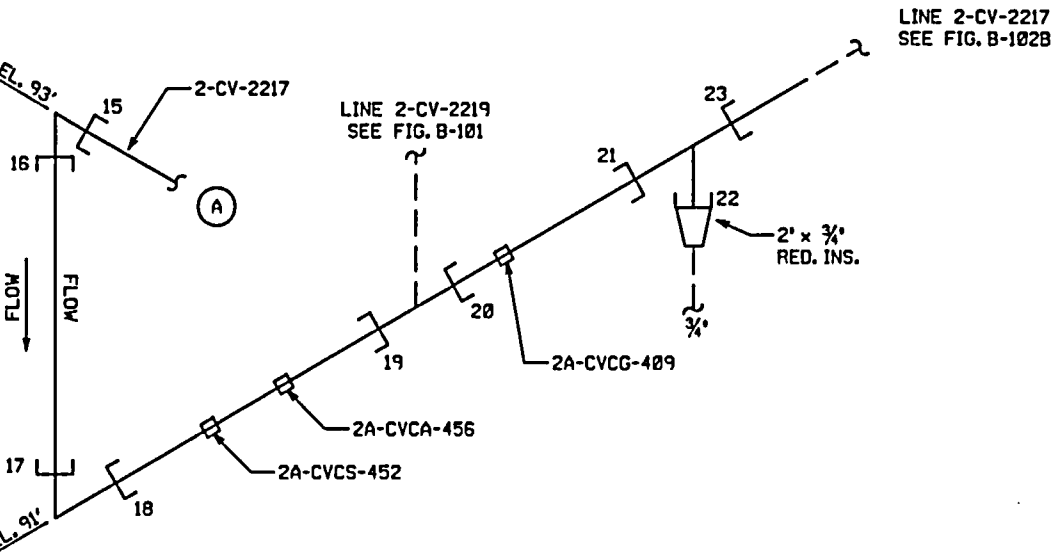 LINE 2-CV-2217
SEE FIG. B-102B
EL. 93'
15
2-CV-2217
LINE 2-CV-2219
SEE FIG. B-101
23
16
21
A
22
2" x 3/4"
RED. INS.
FLOW
FLOW
20
3/4"
19
2A-CVCG-409
2A-CVCA-456
17
2A-CVCS-452
18
EL. 91'